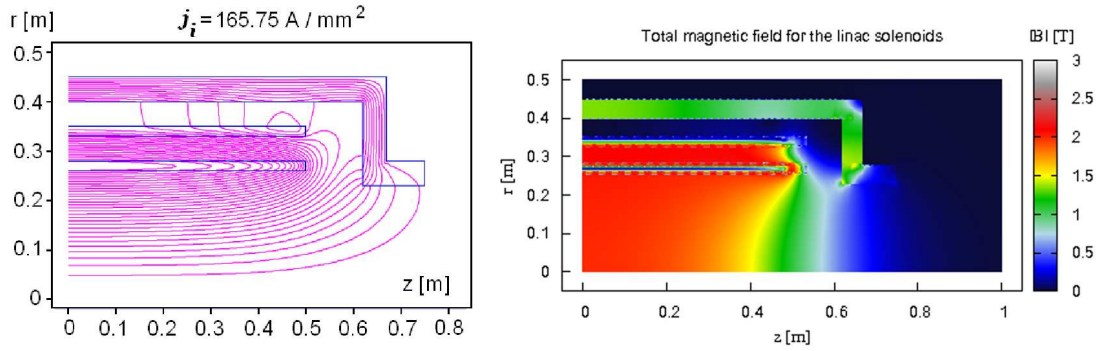 r [m]
j_i = 165.75 A / mm²
0.5
0.4
0.3
0.2
0.1
0
z [m]
0 0.1 0.2 0.3 0.4 0.5 0.6 0.7 0.8
Total magnetic field for the linac solenoids
|B| [T]
r [m]
0.5
0.4
0.3
0.2
0.1
0
0 0.2 0.4 0.6 0.8 1
z [m]
3
2.5
2
1.5
1
0.5
0